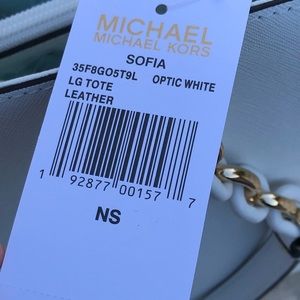 MICHAEL
MICHAEL KORS
SOFIA
35F8GO5T9L OPTIC WHITE
LG TOTE
LEATHER
1 92877 00157 7
NS